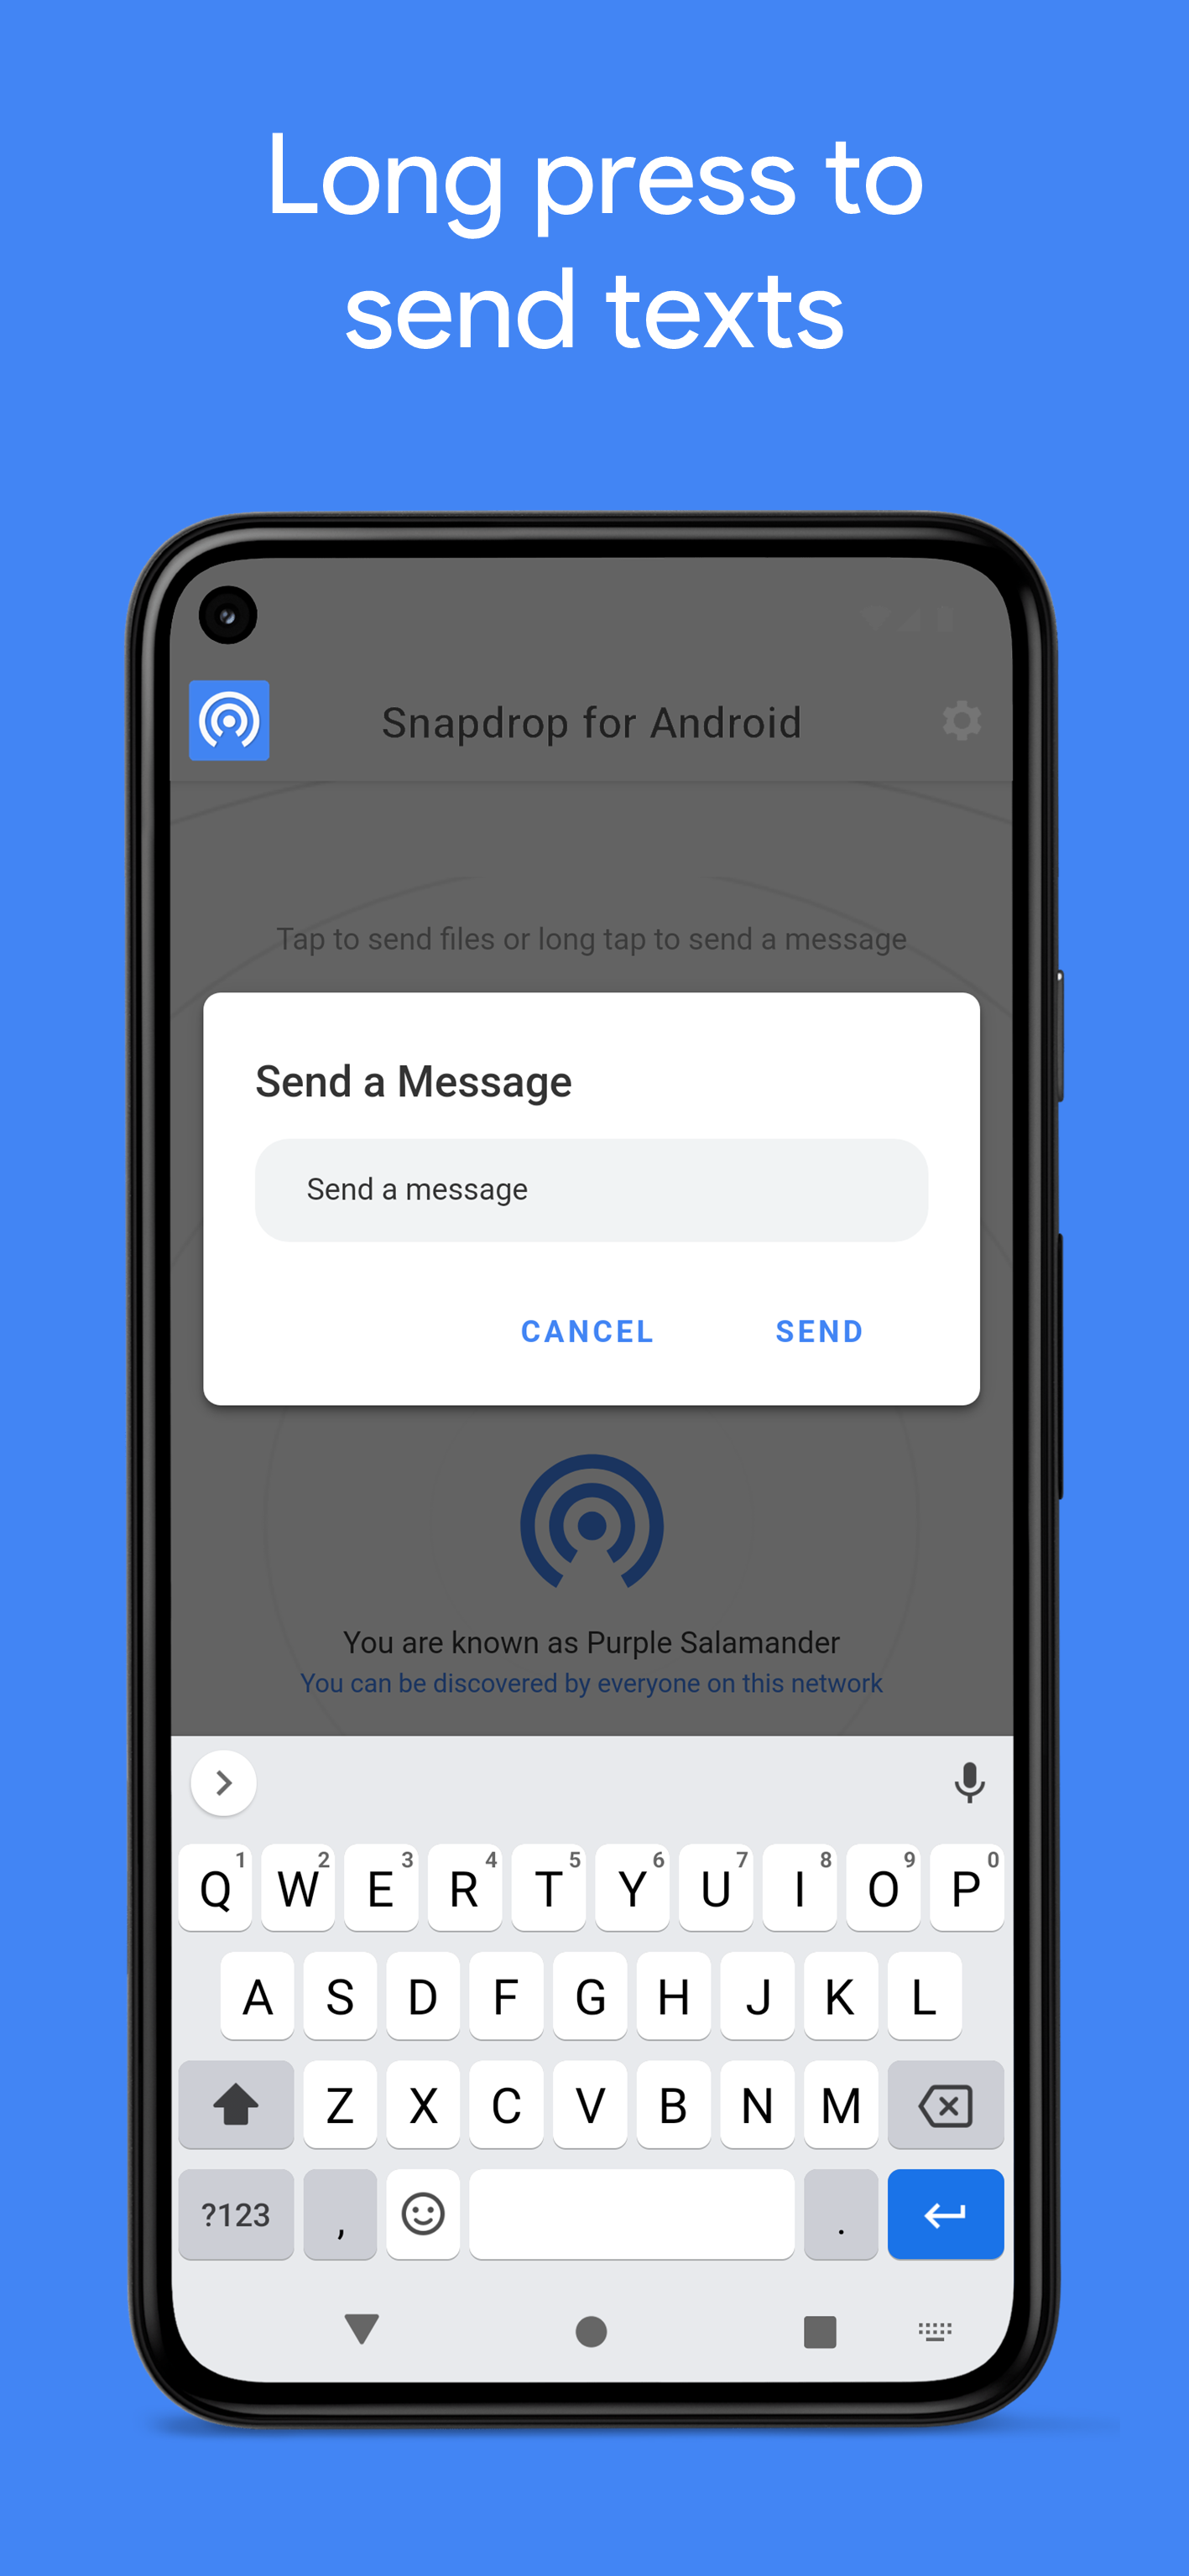 Long press to
send texts
Snapdrop for Android
Tap to send files or long tap to send a message
Send a Message
Send a message
CANCEL SEND
You are known as Purple Salamander
You can be discovered by everyone on this network
Q 1 W 2 E 3 R 4 T 5 Y 6 U 7 I 8 O 9 P 0
A S D F G H J K L
Z X C V B N M
?123 , .